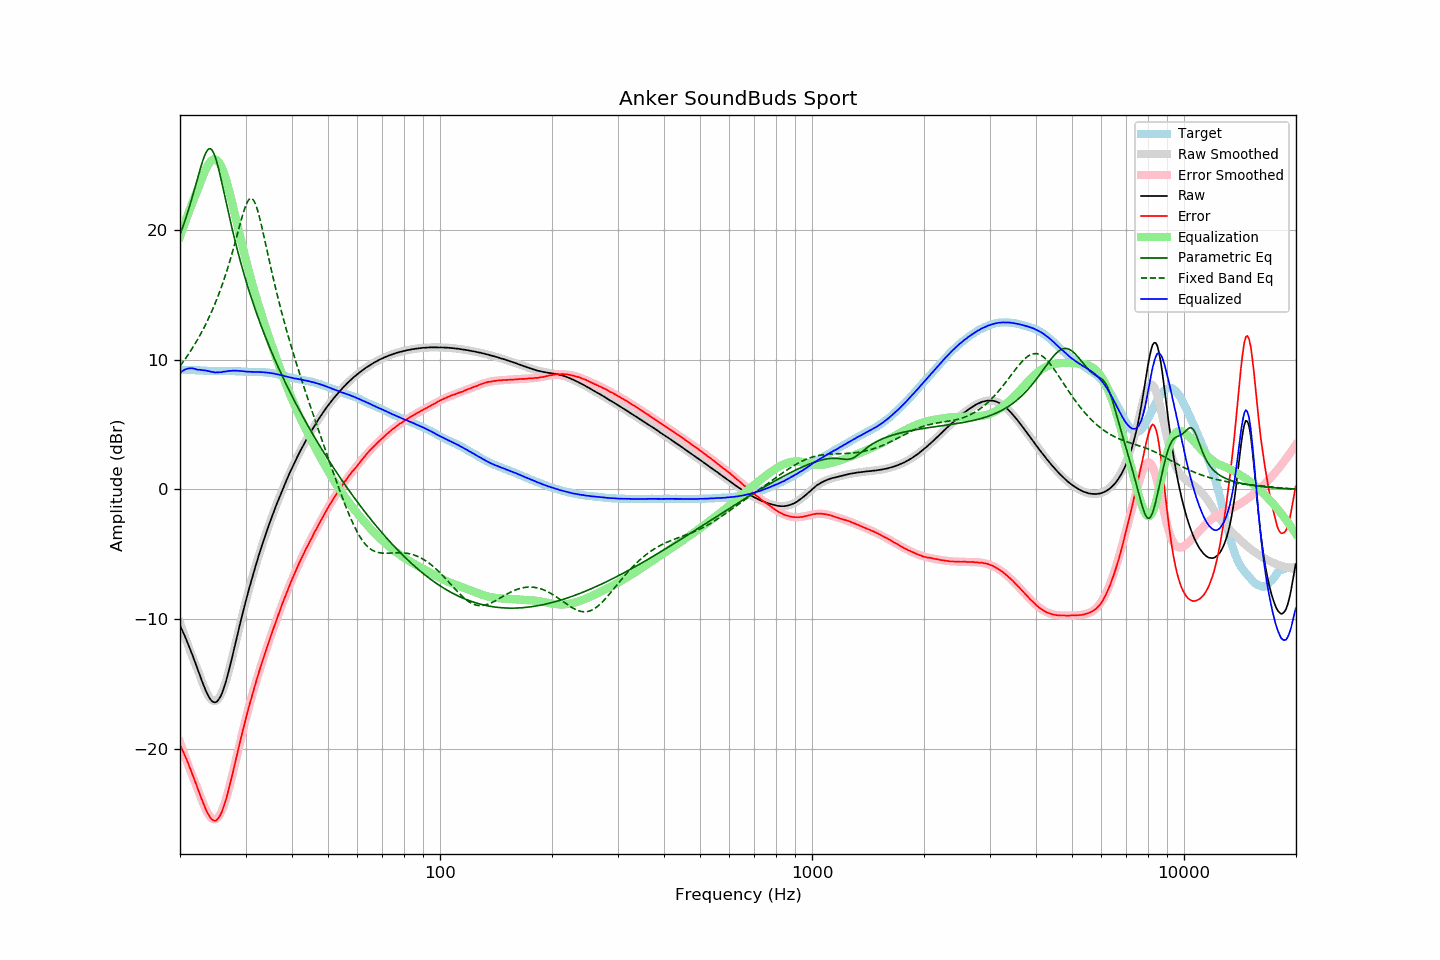 Anker SoundBuds Sport
Target
Raw Smoothed
Error Smoothed
Raw
Error
Equalization
Parametric Eq
Fixed Band Eq
Equalized
20
10
0
−10
−20
Amplitude (dBr)
100
1000
10000
Frequency (Hz)